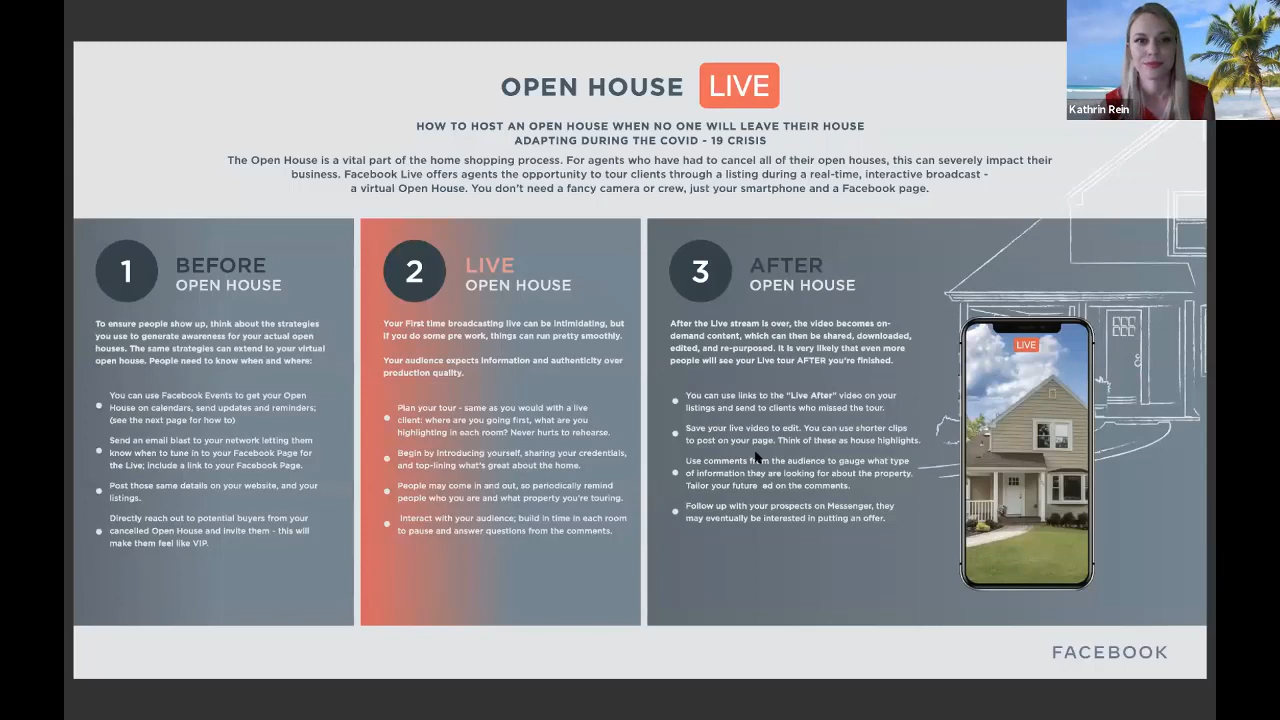 Kathrin Rein
OPEN HOUSE LIVE
HOW TO HOST AN OPEN HOUSE WHEN NO ONE WILL LEAVE THEIR HOUSE
ADAPTING DURING THE COVID - 19 CRISIS
The Open House is a vital part of the home shopping process. For agents who have had to cancel all of their open houses, this can severely impact their
business. Facebook Live offers agents the opportunity to tour clients through a listing during a real-time, interactive broadcast -
a virtual Open House. You don't need a fancy camera or crew, just your smartphone and a Facebook page.
1 BEFORE
OPEN HOUSE
To ensure people show up, think about the strategies
you use to generate awareness for your actual open
houses. The same strategies can extend to your virtual
open house. People need to know when and where:
You can use Facebook Events to get your Open
House on calendars, send updates and reminders;
(see the next page for how to)
Send an email blast to your network letting them
know when to tune in to your Facebook Page for
the Live; include a link to your Facebook Page.
Post those same details on your website, and your
listings.
Directly reach out to potential buyers from your
cancelled Open House and invite them - this will
make them feel like VIP.
2 LIVE
OPEN HOUSE
Your First time broadcasting live can be intimidating, but
if you do some pre work, things can run pretty smoothly.
Your audience expects information and authenticity over
production quality.
Plan your tour - same as you would with a live
client: where are you going first, what are you
highlighting in each room? Never hurts to rehearse.
Begin by introducing yourself, sharing your credentials,
and top-lining what's great about the home.
People may come in and out, so periodically remind
people who you are and what property you're touring.
Interact with your audience; build in time in each room
to pause and answer questions from the comments.
3 AFTER
OPEN HOUSE
After the Live stream is over, the video becomes on-
demand content, which can then be shared, downloaded,
edited, and re-purposed. It is very likely that even more
people will see your Live tour AFTER you're finished.
You can use links to the "Live After" video on your
listings and send to clients who missed the tour.
Save your live video to edit. You can use shorter clips
to post on your page. Think of these as house highlights.
Use comments from the audience to gauge what type
of information they are looking for about the property.
Tailor your future ed on the comments.
Follow up with your prospects on Messenger, they
may eventually be interested in putting an offer.
LIVE
FACEBOOK